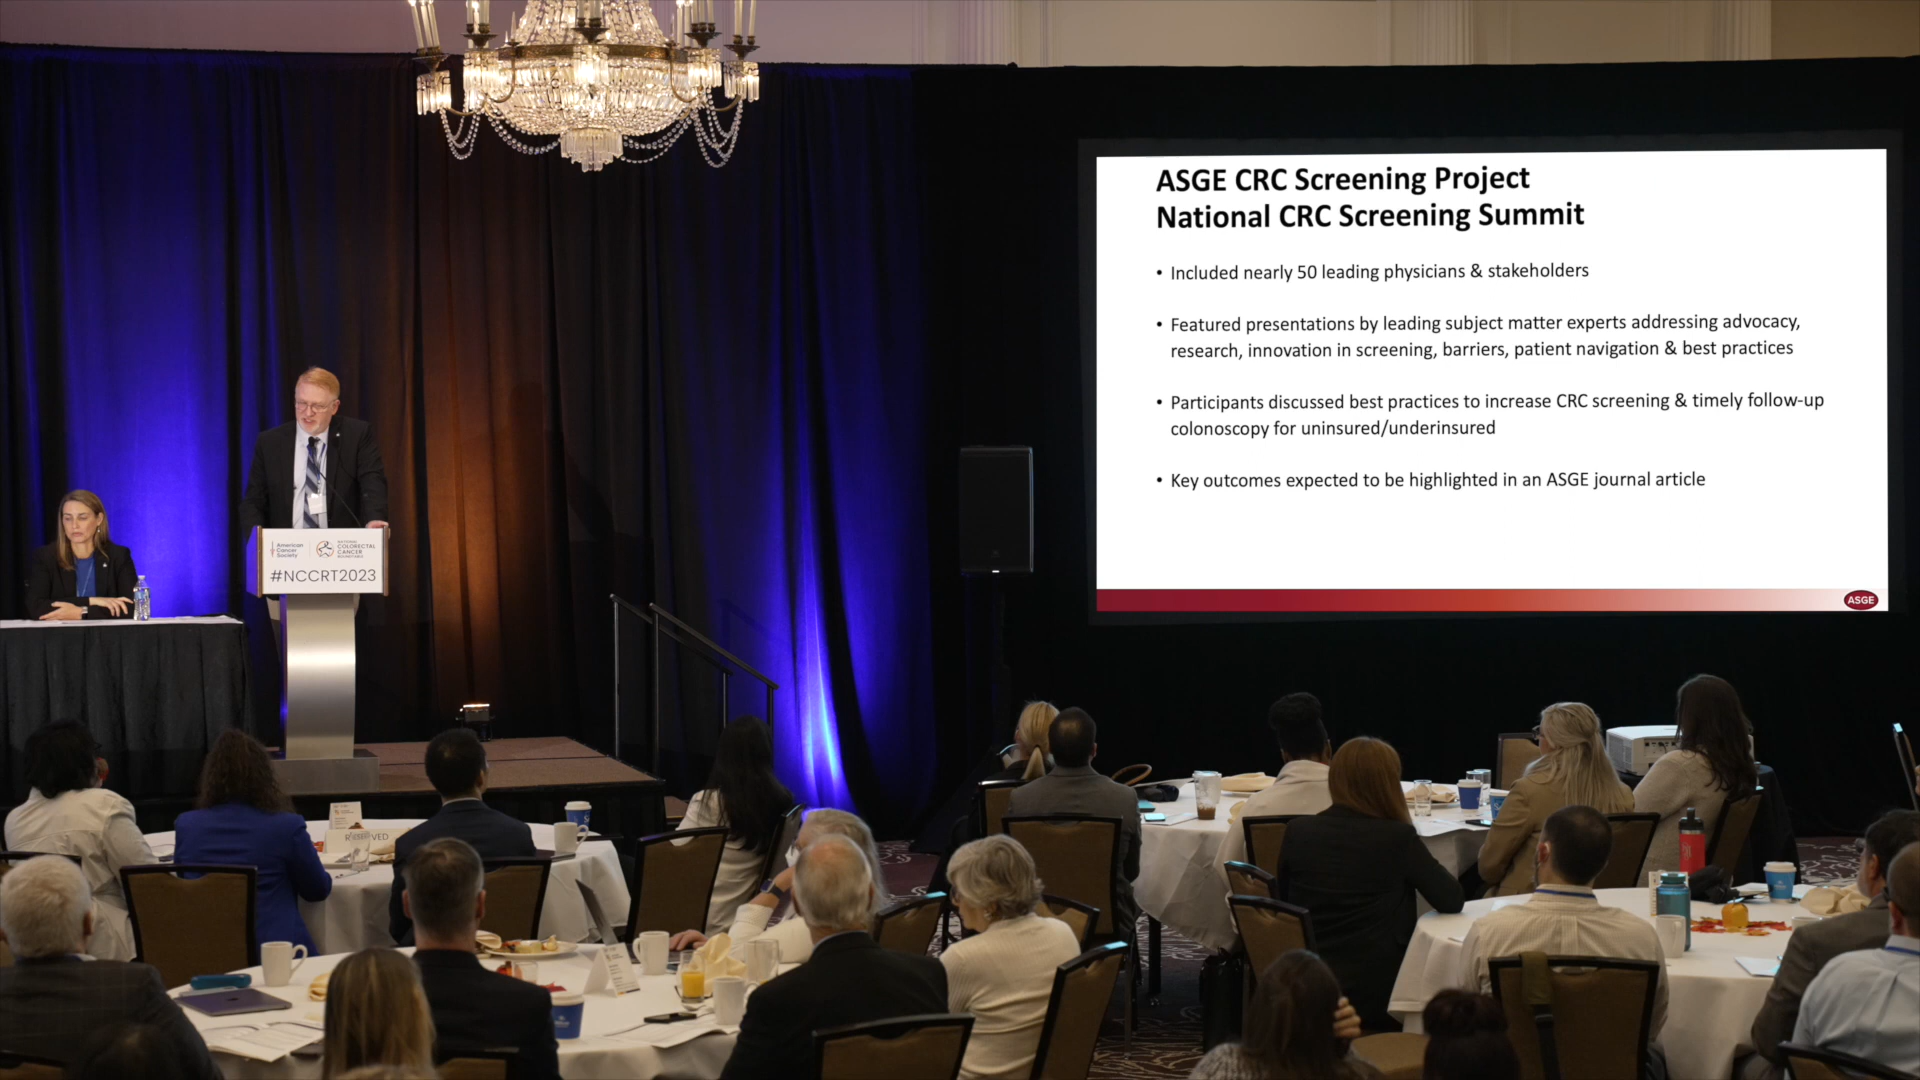 ASGE CRC Screening Project
National CRC Screening Summit
• Included nearly 50 leading physicians & stakeholders
• Featured presentations by leading subject matter experts addressing advocacy,
research, innovation in screening, barriers, patient navigation & best practices
• Participants discussed best practices to increase CRC screening & timely follow-up
colonoscopy for uninsured/underinsured
• Key outcomes expected to be highlighted in an ASGE journal article
ASGE
American
Cancer
Society
NATIONAL
COLORECTAL
CANCER
ROUNDTABLE
#NCCRT2023